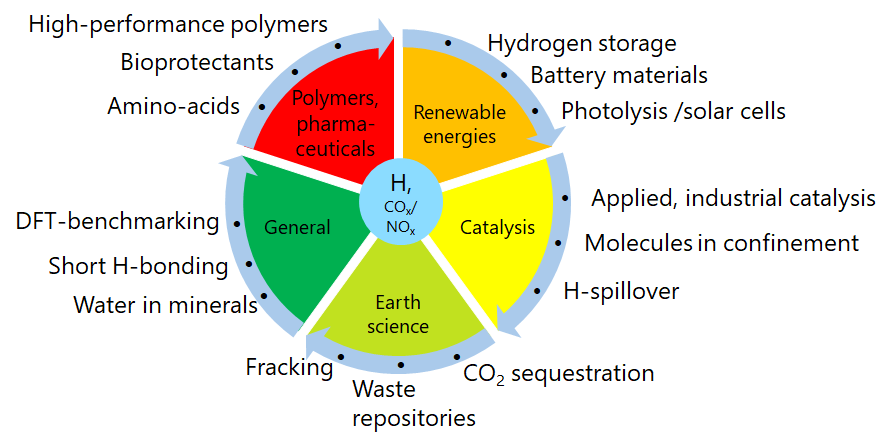 High-performance polymers
Bioprotectants
Amino-acids
Polymers,
pharma-
ceuticals
Hydrogen storage
Battery materials
Photolysis /solar cells
Renewable
energies
H,
COₓ/
NOₓ
General
DFT-benchmarking
Short H-bonding
Water in minerals
Catalysis
Applied, industrial catalysis
Molecules in confinement
H-spillover
Earth
science
Fracking
Waste
repositories
CO₂ sequestration